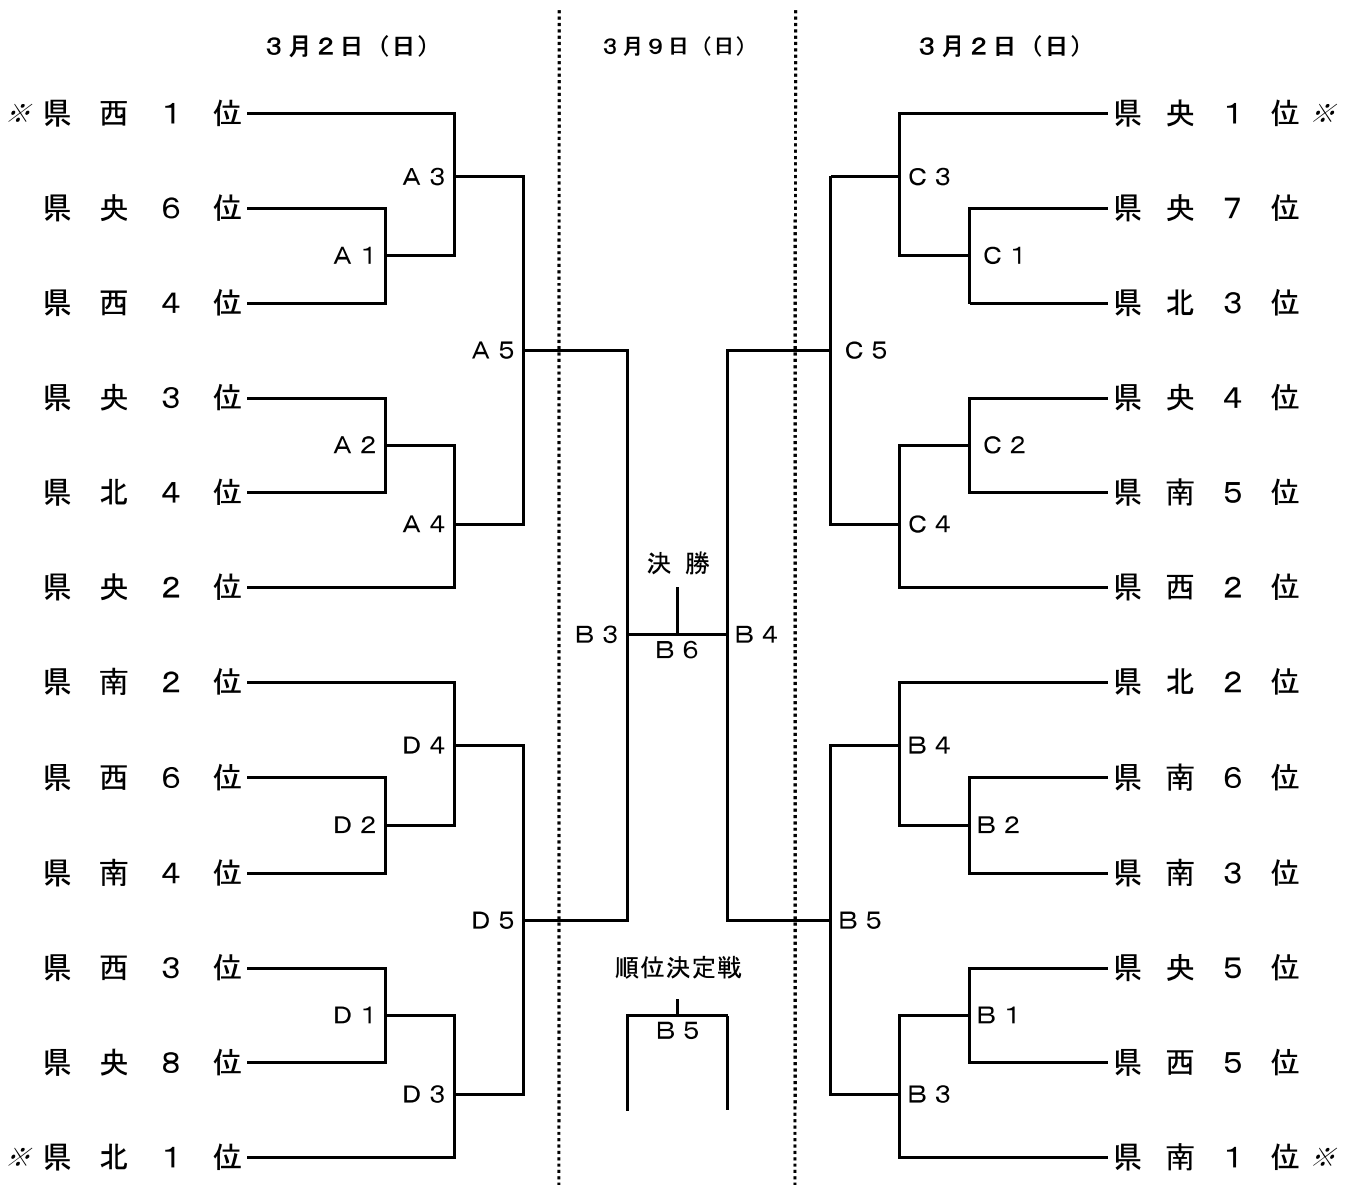 ３月２日（日） ３月９日（日） ３月２日（日）
※県西１位 県央１位※
Ａ３ Ｃ３
県央６位 県央７位
Ａ１ Ｃ１
県西４位 県北３位
Ａ５ Ｃ５
県央３位 県央４位
Ａ２ Ｃ２
県北４位 県南５位
Ａ４ Ｃ４
決勝
県央２位 県西２位
Ｂ３ Ｂ４
Ｂ６
県南２位 県北２位
Ｄ４ Ｂ４
県西６位 県南６位
Ｄ２ Ｂ２
県南４位 県南３位
Ｄ５ Ｂ５
県西３位 順位決定戦 県央５位
Ｄ１ Ｂ５ Ｂ１
県央８位 県西５位
Ｄ３ Ｂ３
※県北１位 県南１位※